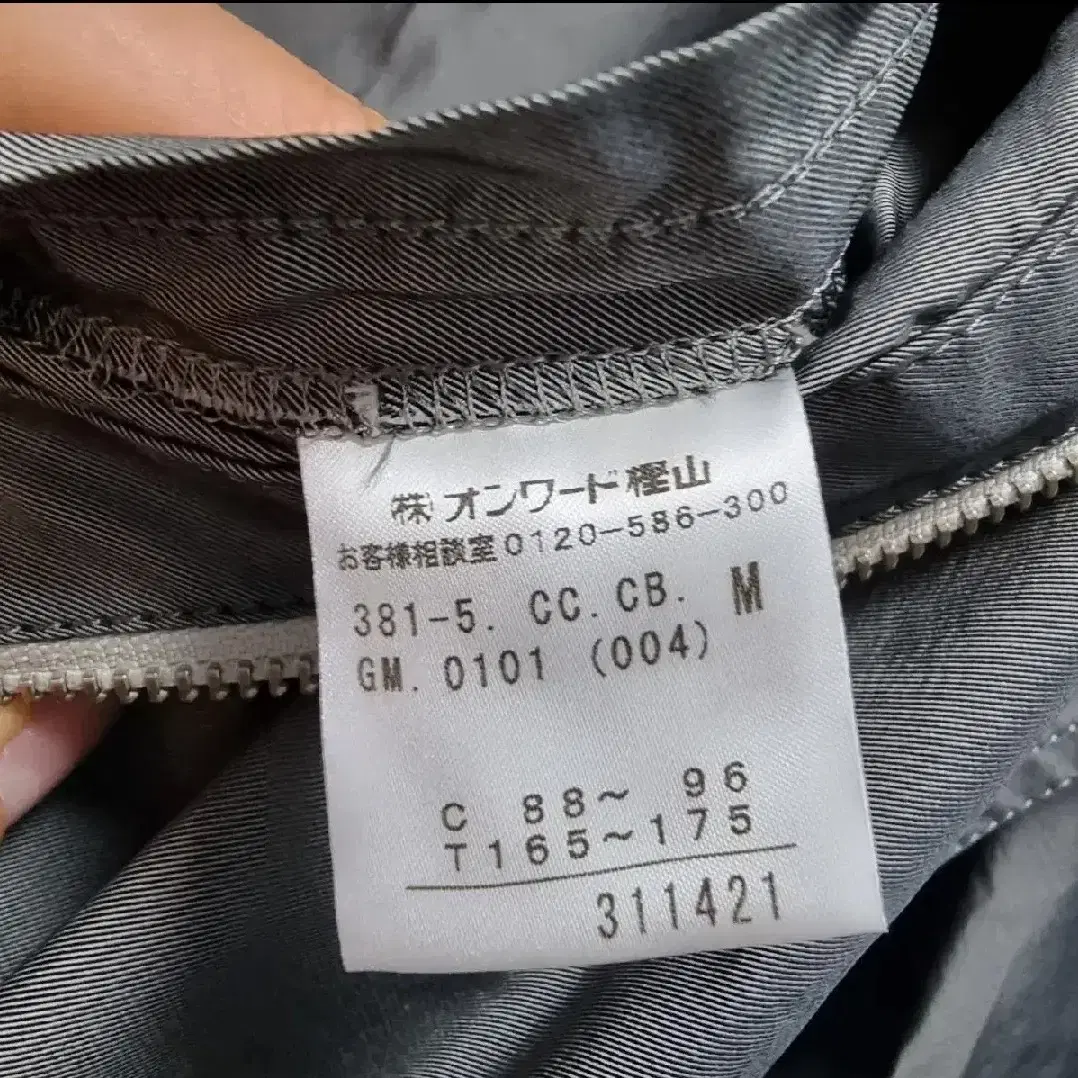 ㈱オンワード樫山
お客様相談室0120-586-300
381-5. CC.CB. M
GM. 0101 (004)
C 88~ 96
T165~175
311421